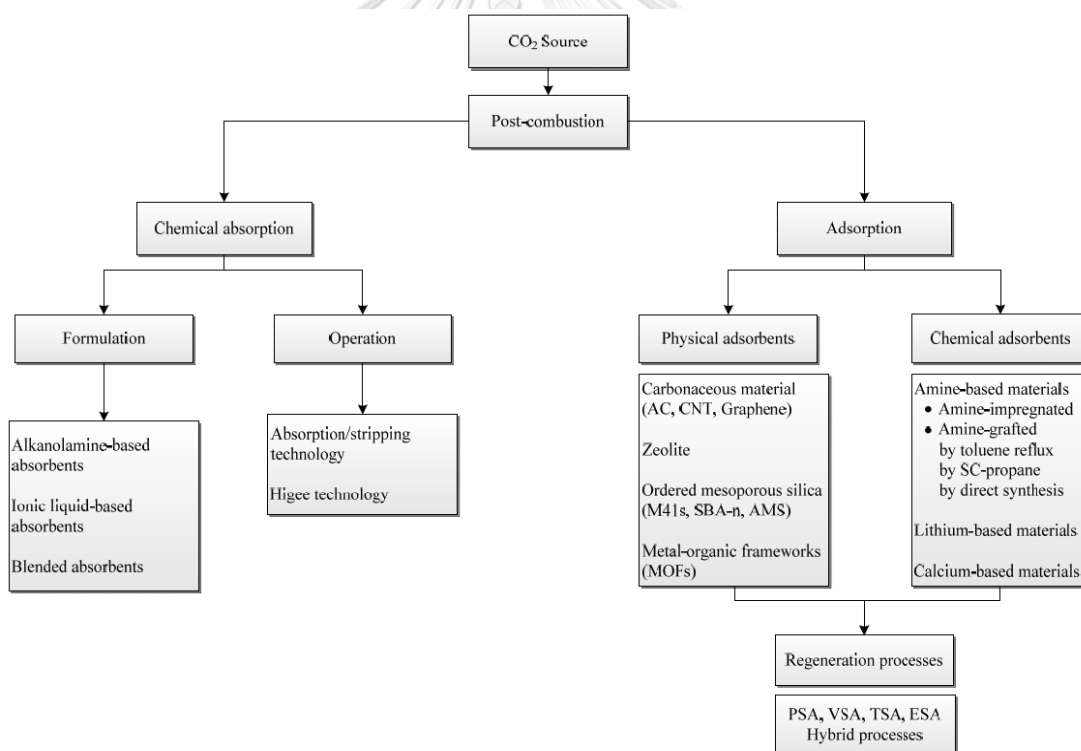 CO₂ Source
Post-combustion
Chemical absorption
Adsorption
Formulation
Operation
Physical adsorbents
Chemical adsorbents
Alkanolamine-based
absorbents
Ionic liquid-based
absorbents
Blended absorbents
Absorption/stripping
technology
Higee technology
Carbonaceous material
(AC, CNT, Graphene)
Zeolite
Ordered mesoporous silica
(M41s, SBA-n, AMS)
Metal-organic frameworks
(MOFs)
Amine-based materials
● Amine-impregnated
● Amine-grafted
by toluene reflux
by SC-propane
by direct synthesis
Lithium-based materials
Calcium-based materials
Regeneration processes
PSA, VSA, TSA, ESA
Hybrid processes